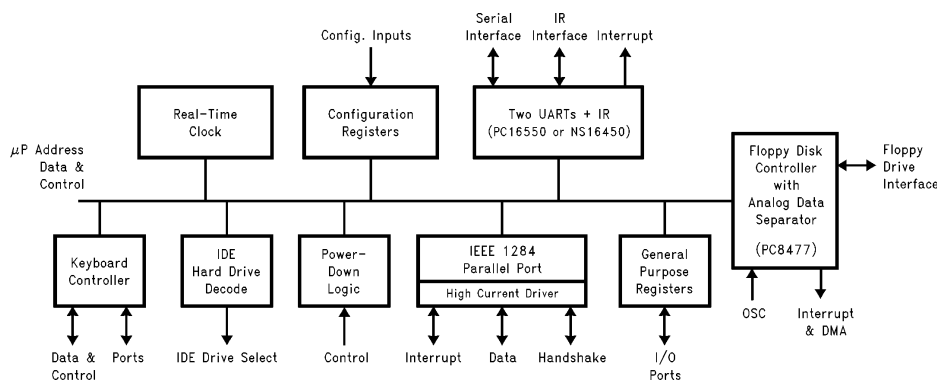 Config. Inputs
Serial
Interface
IR
Interface
Interrupt
Real-Time
Clock
Configuration
Registers
Two UARTs + IR
(PC16550 or NS16450)
μP Address
Data &
Control
Floppy Disk
Controller
with
Analog Data
Separator
(PC8477)
Floppy
Drive
Interface
Keyboard
Controller
IDE
Hard Drive
Decode
Power-
Down
Logic
IEEE 1284
Parallel Port
High Current Driver
General
Purpose
Registers
OSC
Interrupt
& DMA
Data &
Control
Ports
IDE Drive Select
Control
Interrupt
Data
Handshake
I/O
Ports